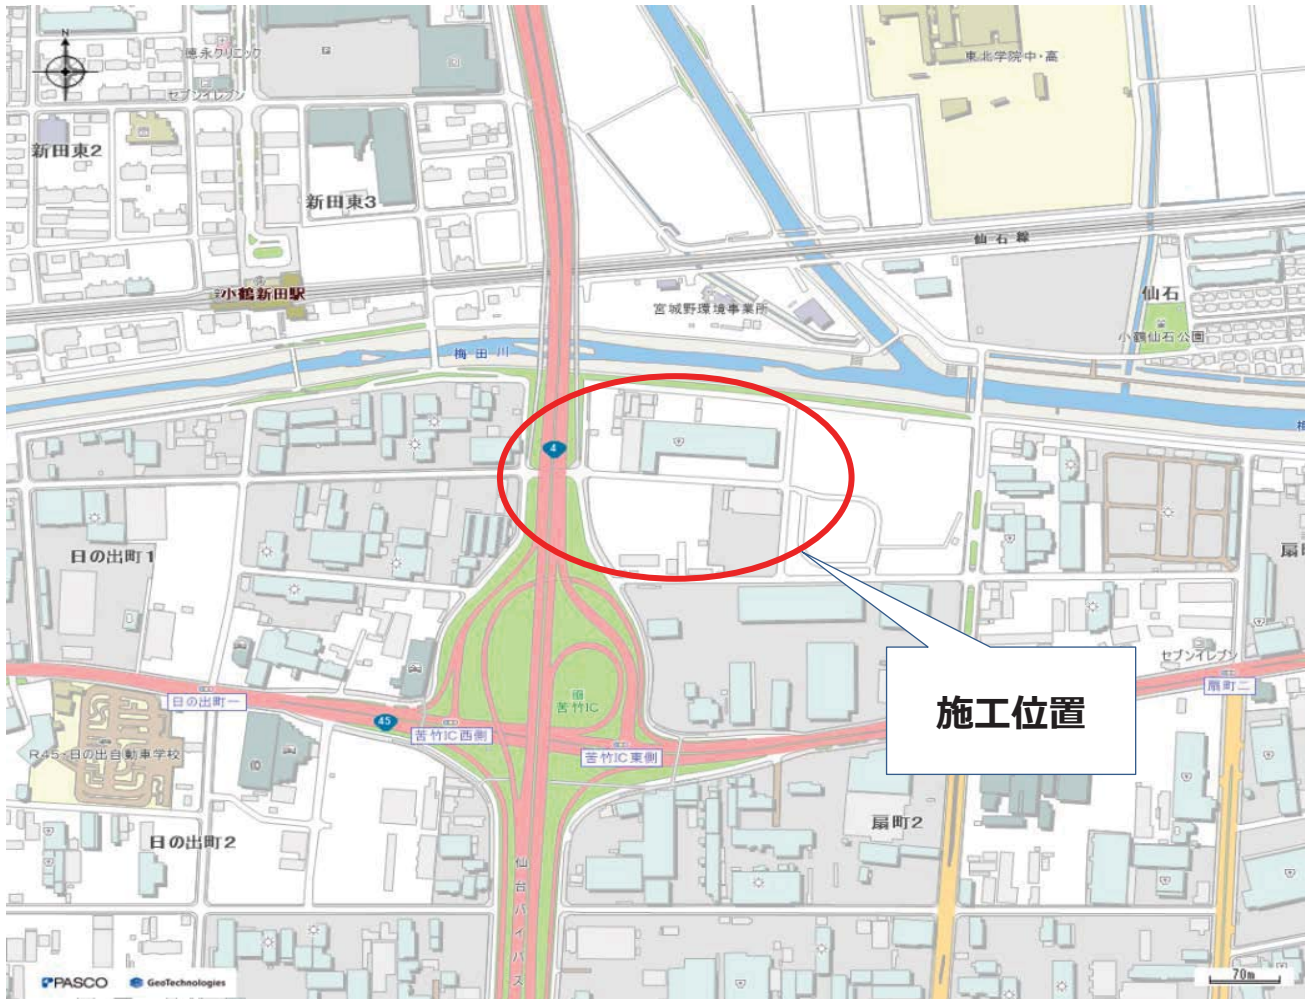 N
徳永クリニック
セブンイレブン
東北学院中・高
新田東2
新田東3
仙石線
小鶴新田駅
宮城野環境事業所
仙石
小鶴仙石公園
梅田川
4
日の出町1
扇
セブンイレブン
苦竹IC
日の出町一
45
苦竹IC西側
苦竹IC東側
扇町二
施工位置
R45・日の出自動車学校
日の出町2
扇町2
仙台バイパス
PASCO
GeoTechnologies
70m